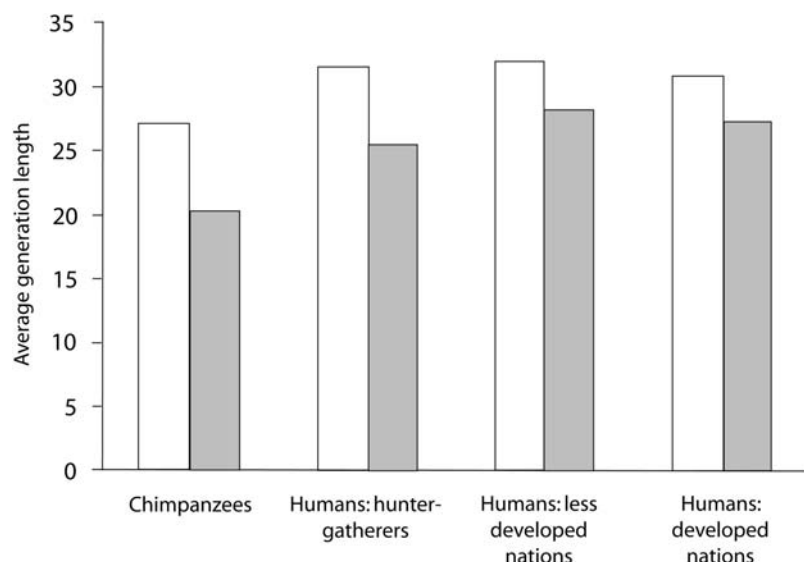 35
30
25
20
15
10
5
0
Average generation length
Chimpanzees
Humans: hunter-
gatherers
Humans: less
developed
nations
Humans:
developed
nations